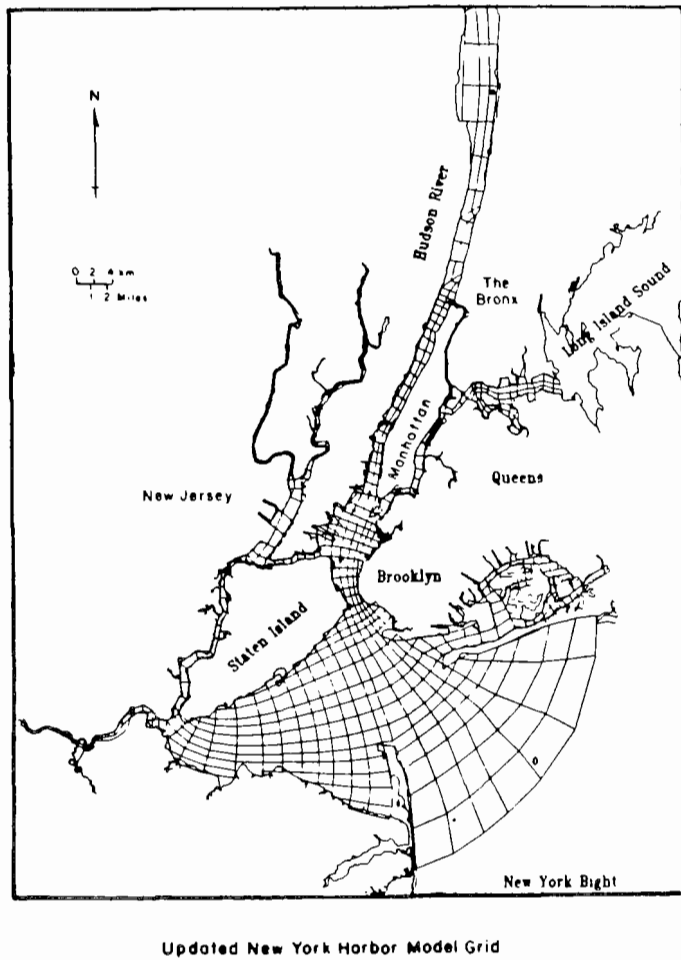 N
Hudson River
0 2 4 km
1 2 Miles
The
Bronx
Long Island Sound
Manhattan
New Jersey
Queens
Brooklyn
Staten Island
New York Bight
Updated New York Harbor Model Grid